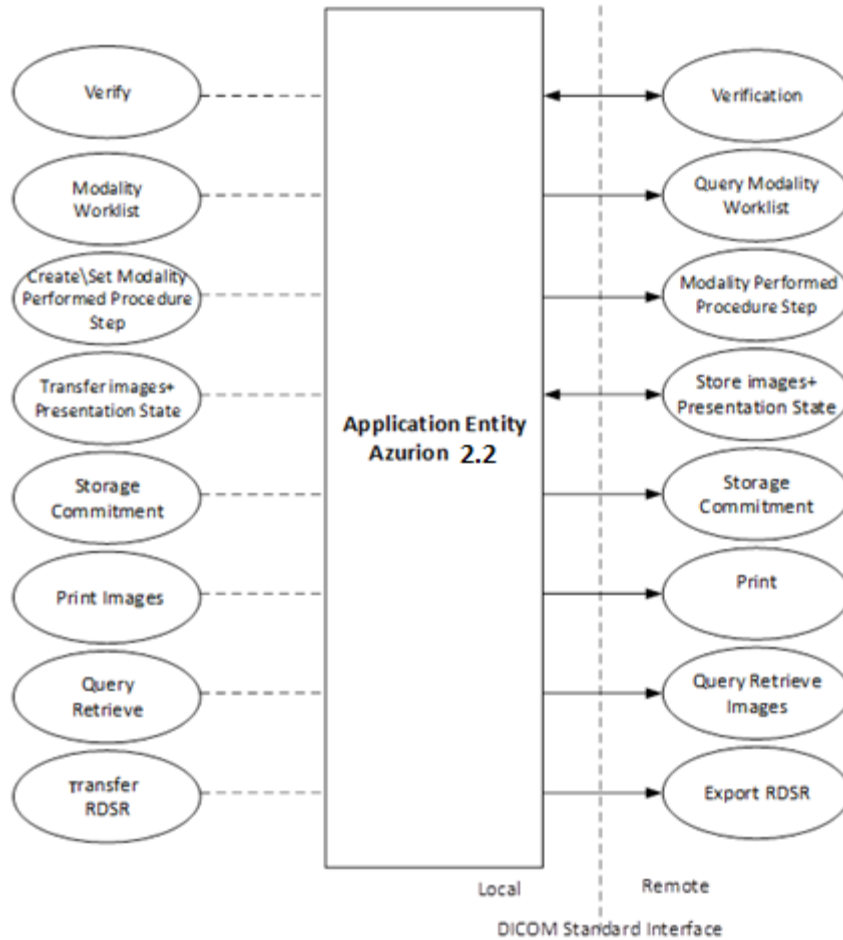 Verify
Verification
Modality
Worklist
Query Modality
Worklist
Create\Set Modality
Performed Procedure
Step
Modality Performed
Procedure Step
Transfer images+
Presentation State
Store images+
Presentation State
Application Entity
Azurion 2.2
Storage
Commitment
Storage
Commitment
Print Images
Print
Query
Retrieve
Query Retrieve
Images
Transfer
RDSR
Export RDSR
Local
Remote
DICOM Standard Interface